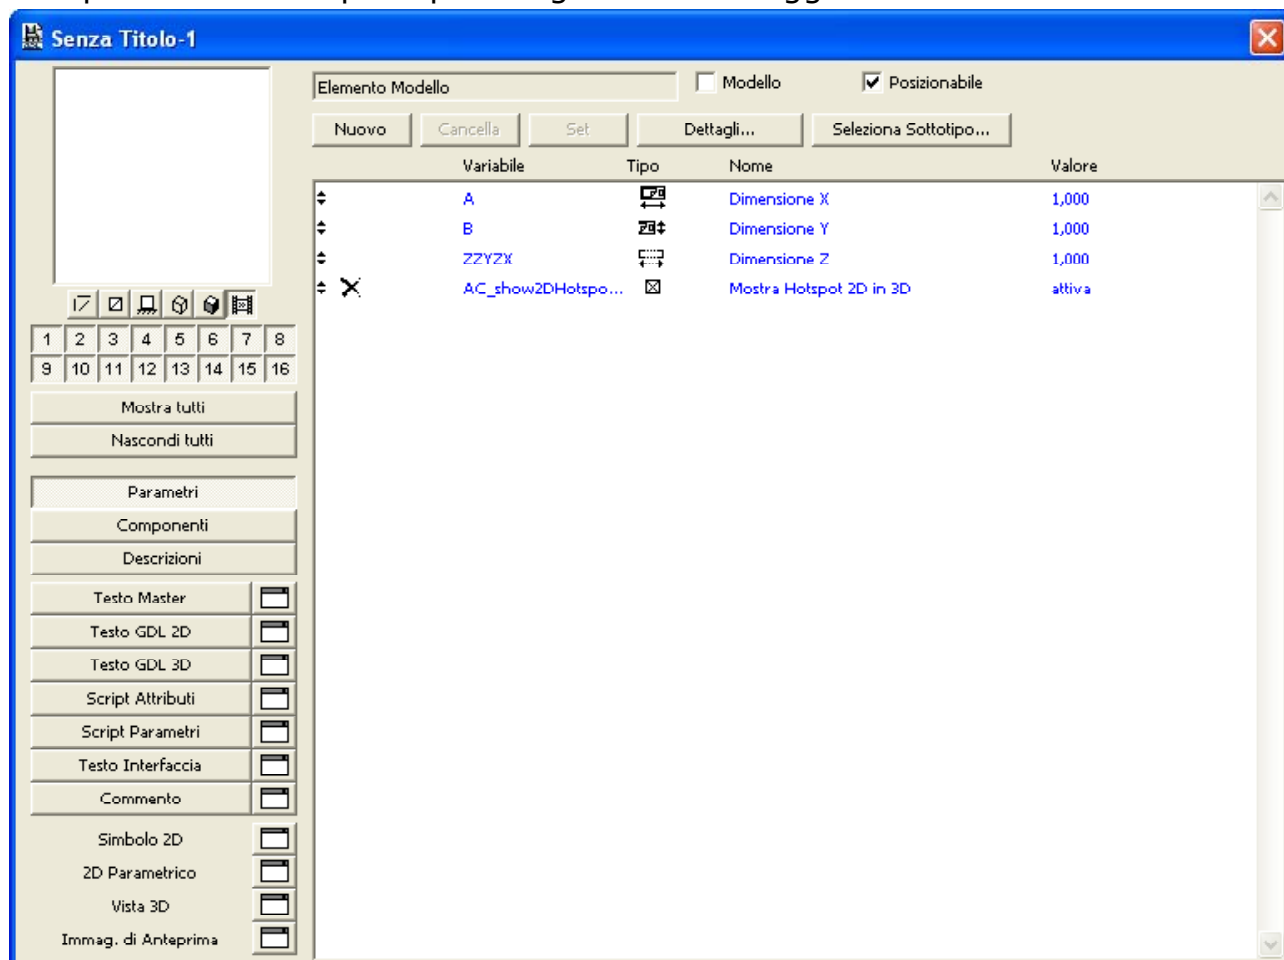 Senza Titolo-1
Elemento Modello Modello Posizionabile
Nuovo Cancella Set Dettagli... Seleziona Sottotipo...
Variabile Tipo Nome Valore
A Dimensione X 1,000
B Dimensione Y 1,000
ZZYZX Dimensione Z 1,000
AC_show2DHotspo... Mostra Hotspot 2D in 3D attiva
1 2 3 4 5 6 7 8
9 10 11 12 13 14 15 16
Mostra tutti
Nascondi tutti
Parametri
Componenti
Descrizioni
Testo Master
Testo GDL 2D
Testo GDL 3D
Script Attributi
Script Parametri
Testo Interfaccia
Commento
Simbolo 2D
2D Parametrico
Vista 3D
Immag. di Anteprima